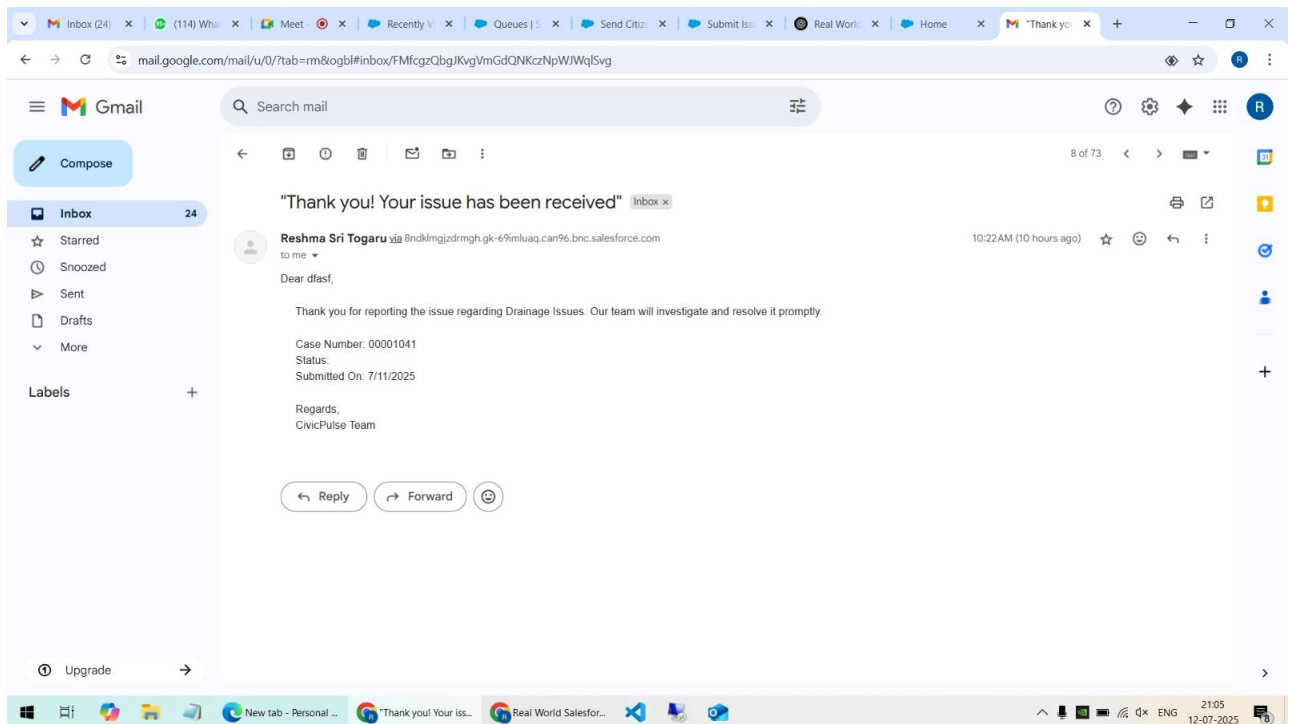 Inbox (24)
(114) Wha
Meet -
Recently V
Queues | S
Send Citiz
Submit Iss
Real World
Home
"Thank yo
mail.google.com/mail/u/0/?tab=rm&ogbl#inbox/FMfcgzQbgJKvgVmGdQNKczNpWJWqlSvg
R
Gmail
Search mail
R
Compose
8 of 73
31
Inbox 24
Starred
Snoozed
Sent
Drafts
More
Labels
"Thank you! Your issue has been received" Inbox x
Reshma Sri Togaru via 8ndklmgjzdrmgh.gk-69imluaq.can96.bnc.salesforce.com 10:22 AM (10 hours ago)
to me
Dear dfasf,
Thank you for reporting the issue regarding Drainage Issues. Our team will investigate and resolve it promptly.
Case Number: 00001041
Status:
Submitted On: 7/11/2025
Regards,
CivicPulse Team
Reply Forward
Upgrade
New tab - Personal ...
"Thank you! Your iss...
Real World Salesfor...
ENG
21:05
12-07-2025
8